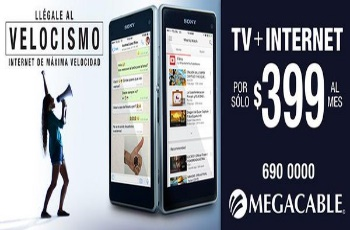 LLÉGALE AL
VELOCISMO
INTERNET DE MÁXIMA VELOCIDAD
SONY
SONY
TV+INTERNET
POR SÓLO $399 AL MES
690 0000
MEGACABLE